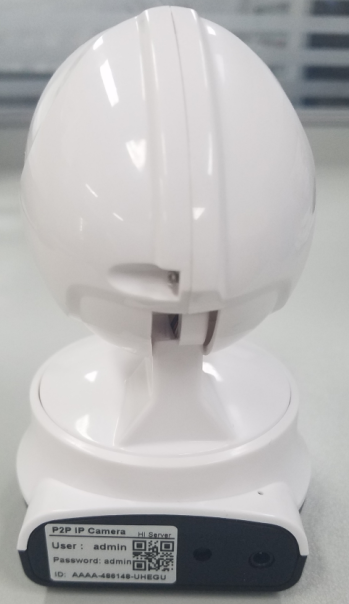 P2P IP Camera HI Server
User : admin
Password: admin
ID: AAAA-486148-UHEGU